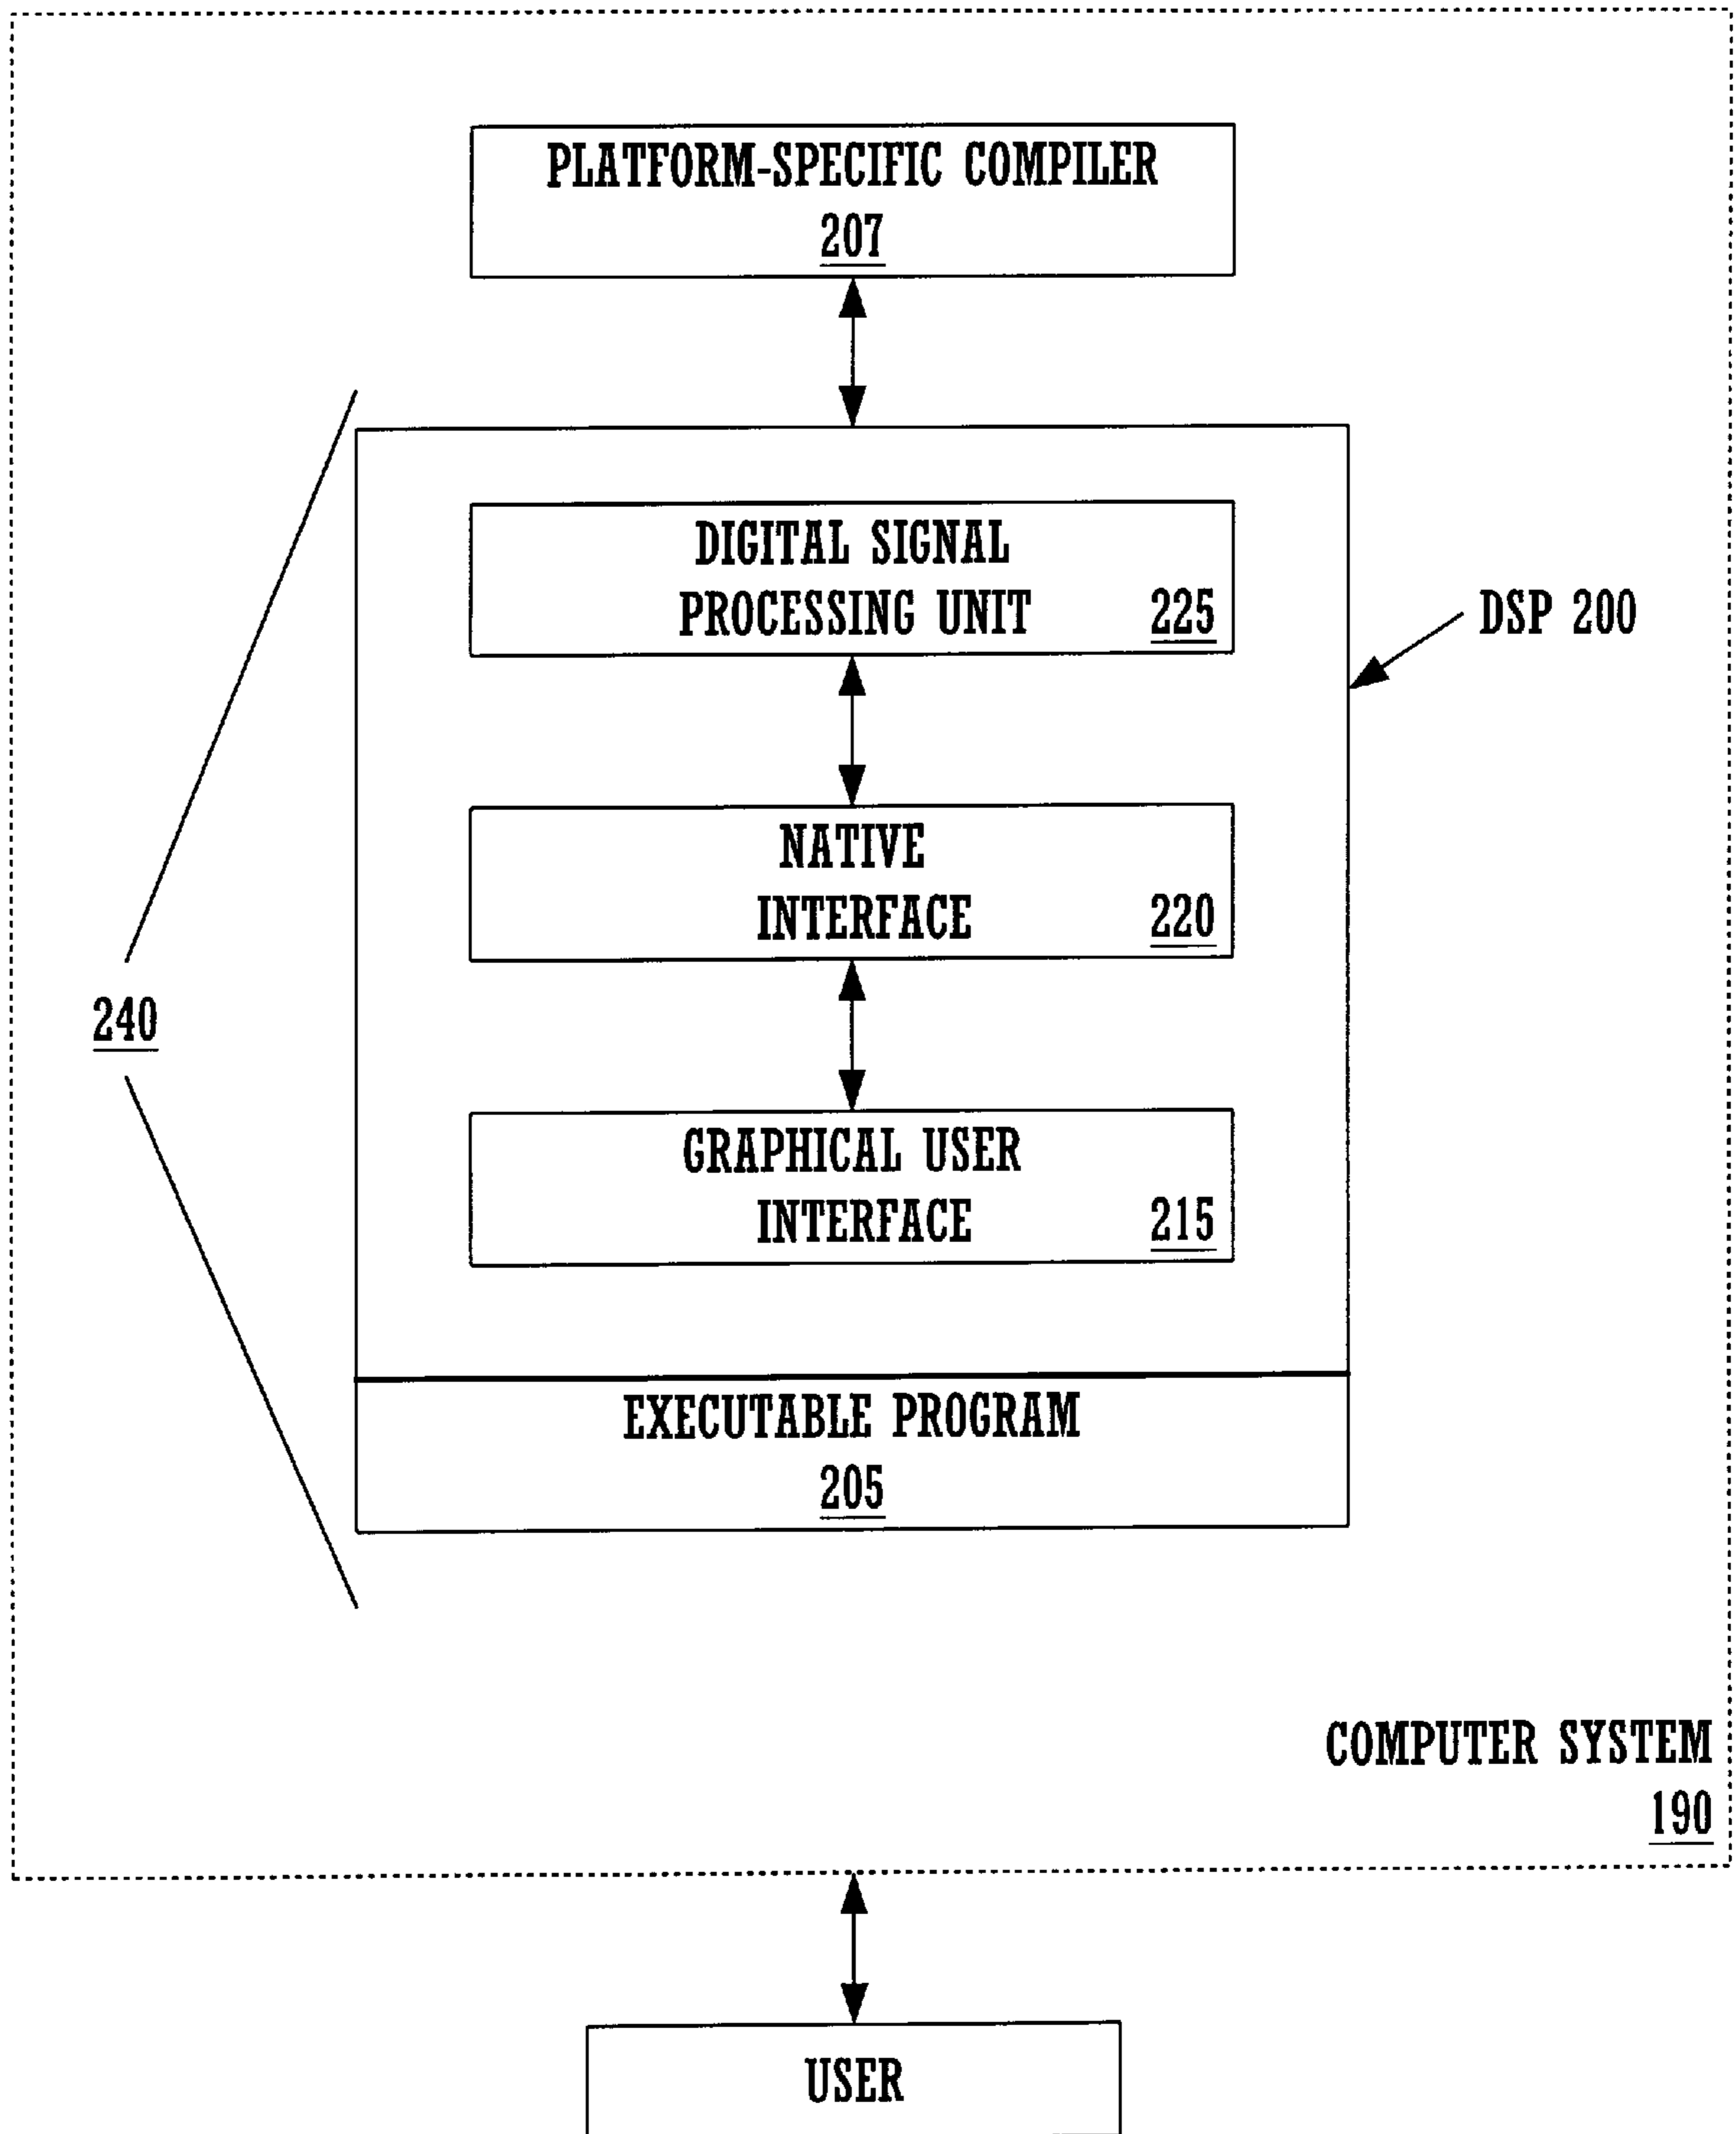 PLATFORM-SPECIFIC COMPILER
207
DIGITAL SIGNAL
PROCESSING UNIT 225
DSP 200
NATIVE
INTERFACE 220
240
GRAPHICAL USER
INTERFACE 215
EXECUTABLE PROGRAM
205
COMPUTER SYSTEM
190
USER